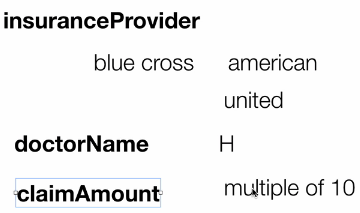 insuranceProvider
blue cross american
united
doctorName H
claimAmount multiple of 10